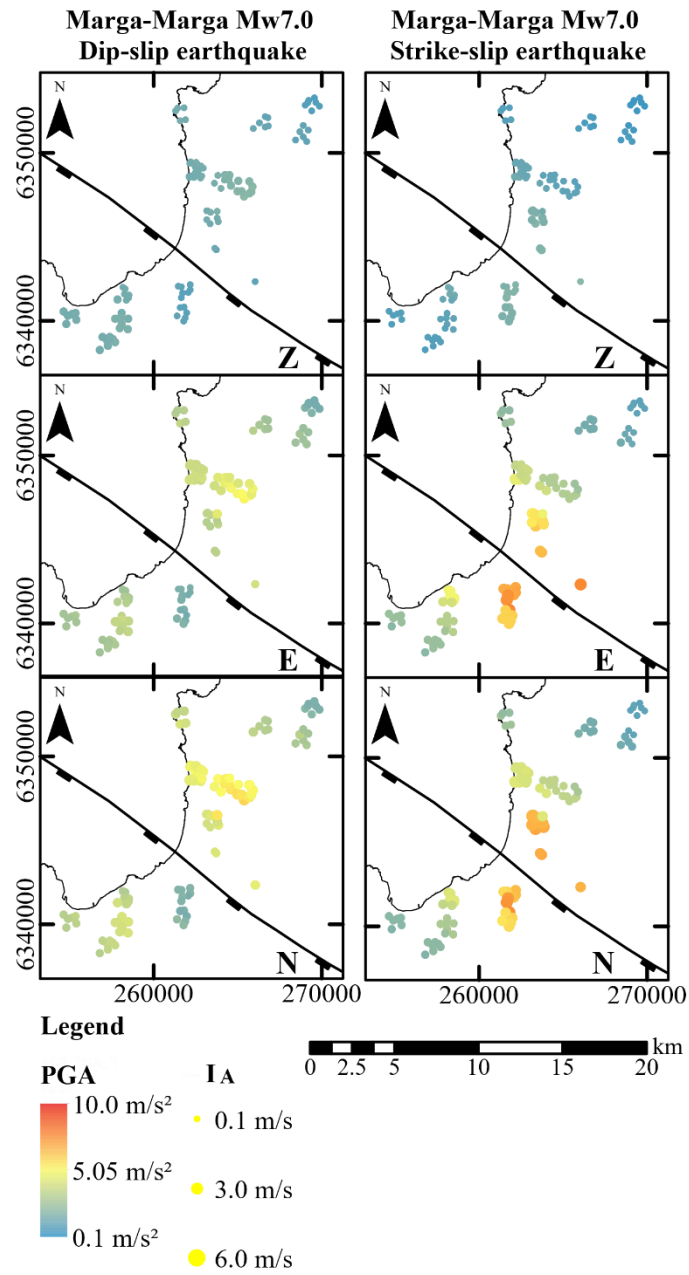 Marga-Marga Mw7.0
Dip-slip earthquake
Marga-Marga Mw7.0
Strike-slip earthquake
N
N
6350000
6340000
Z
Z
N
N
6350000
6340000
E
E
N
N
6350000
6340000
N
N
260000
270000
260000
270000
Legend
km
0 2.5 5 10 15 20
PGA
10.0 m/s²
5.05 m/s²
0.1 m/s²
IA
0.1 m/s
3.0 m/s
6.0 m/s